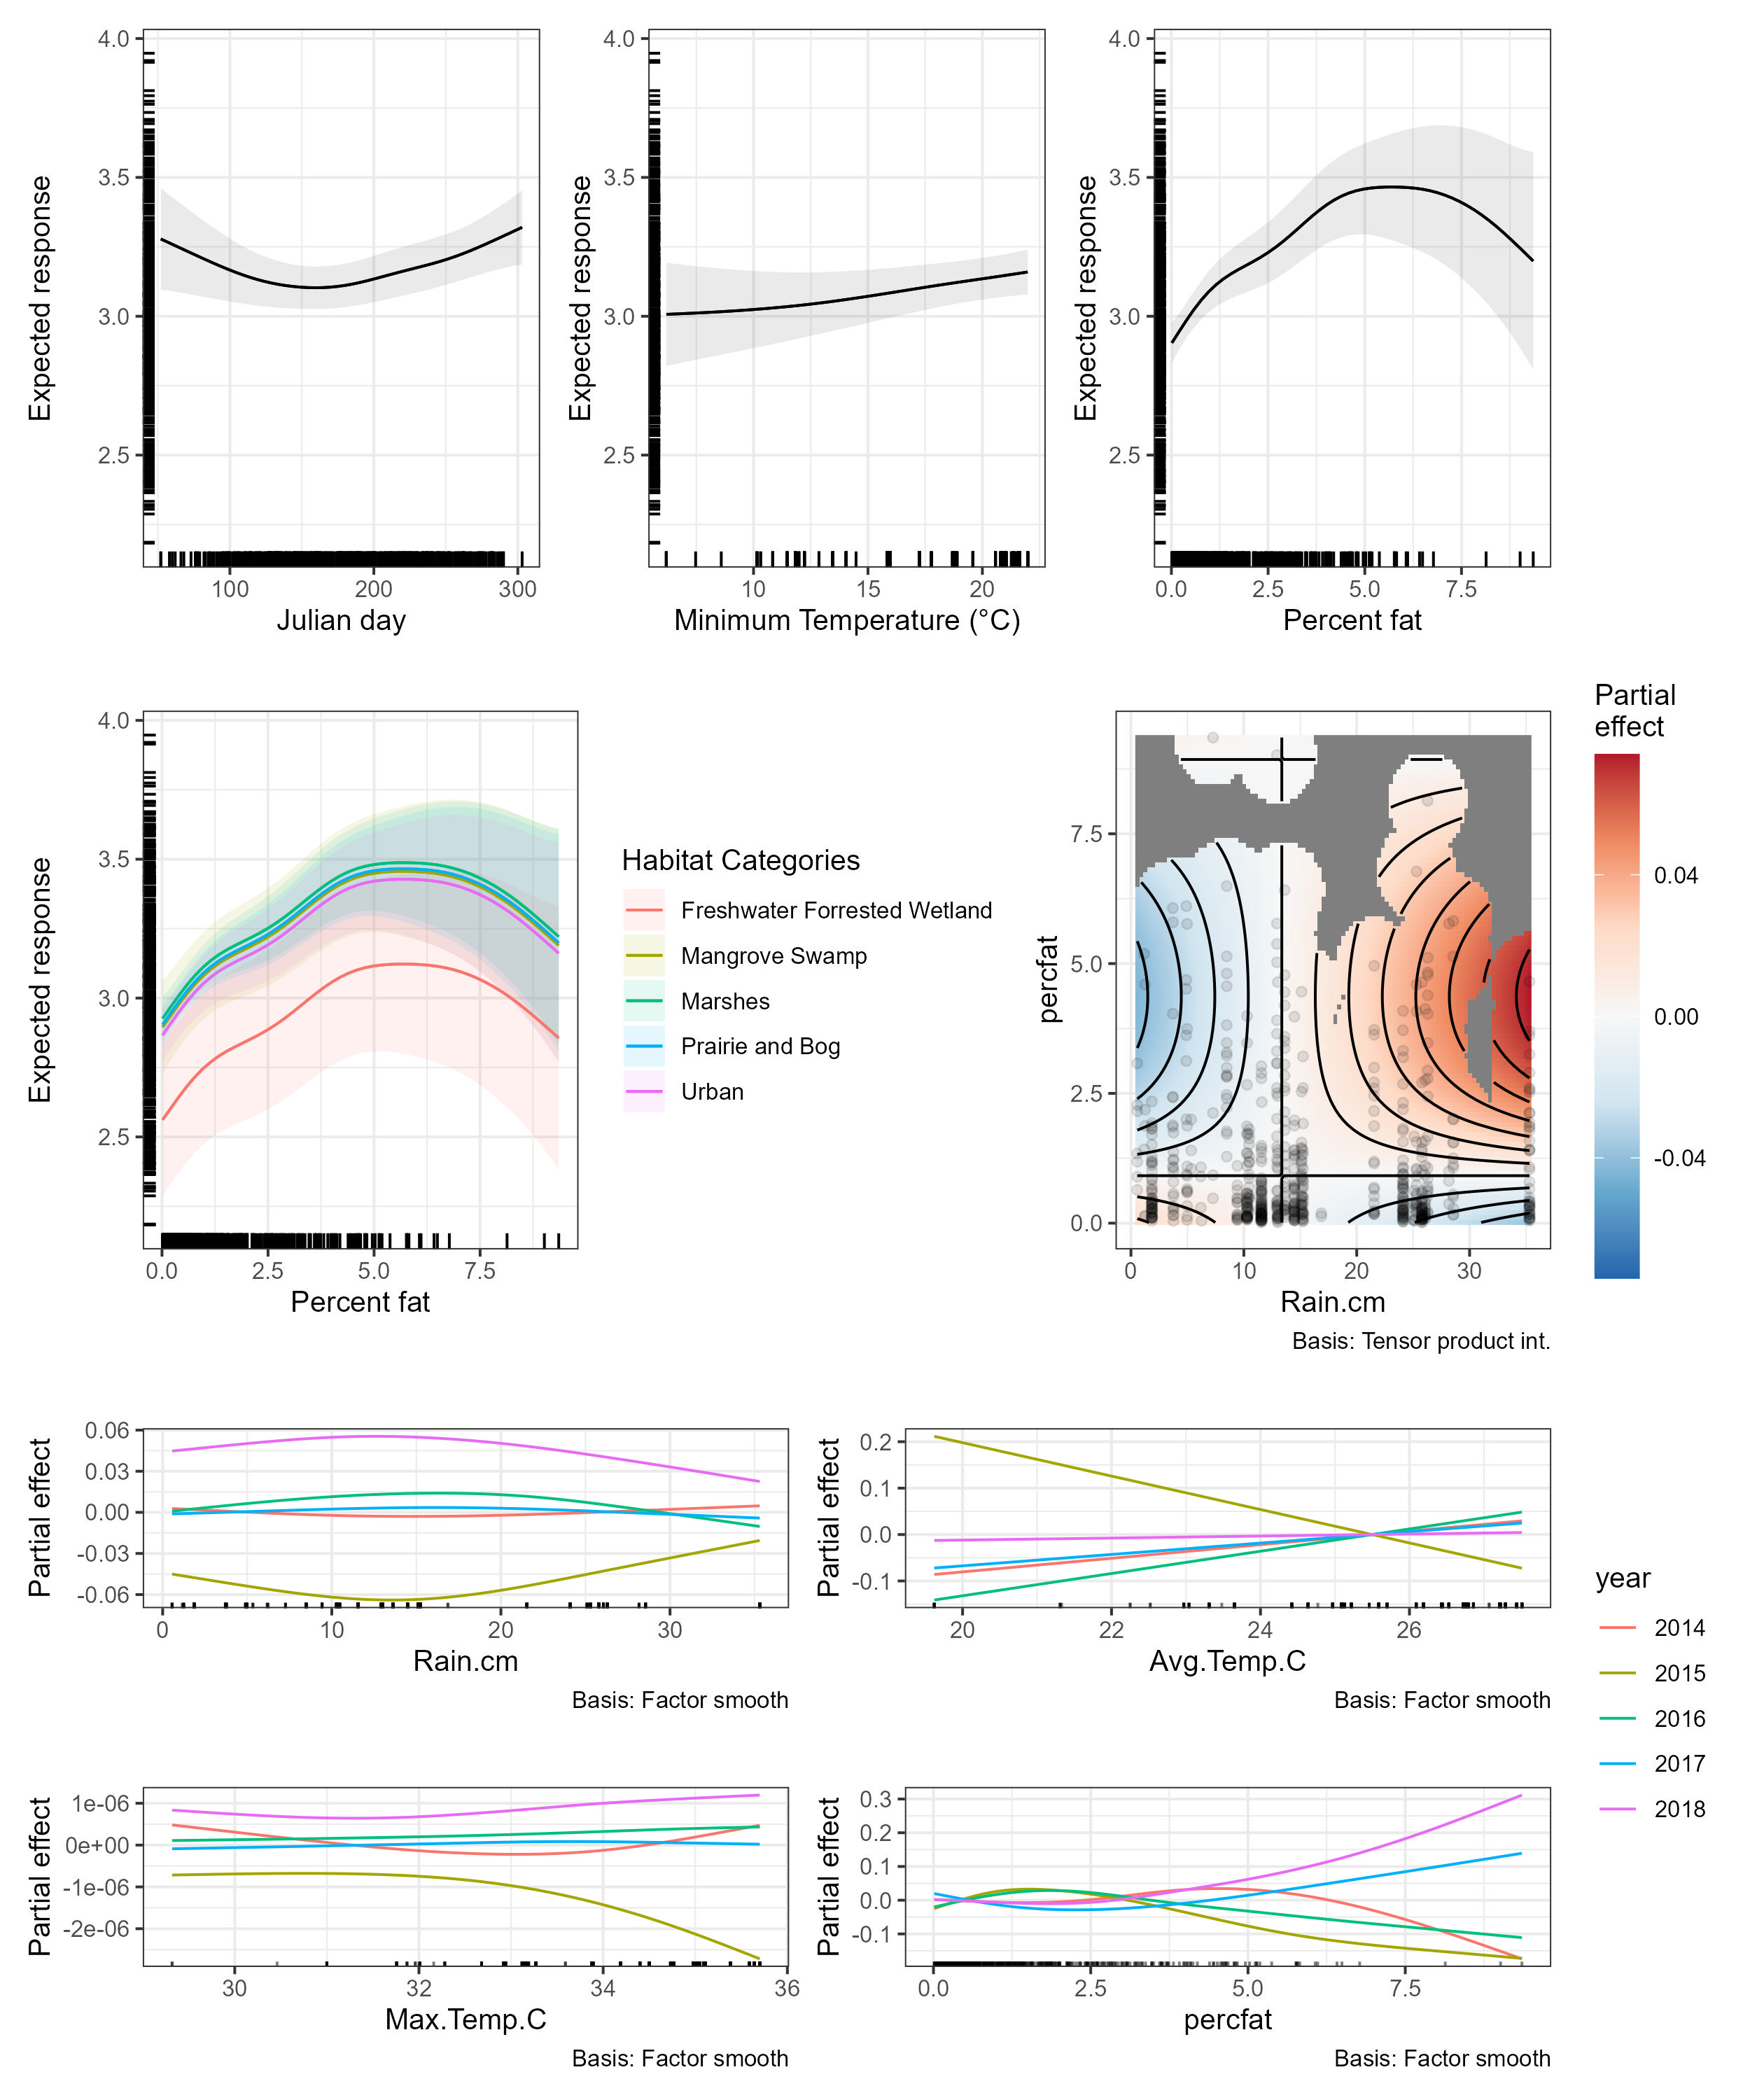 4.0
3.5
3.0
2.5
Expected response
100 200 300
Julian day
4.0
3.5
3.0
2.5
Expected response
10 15 20
Minimum Temperature (°C)
4.0
3.5
3.0
2.5
Expected response
0.0 2.5 5.0 7.5
Percent fat
4.0
3.5
3.0
2.5
Expected response
0.0 2.5 5.0 7.5
Percent fat
Habitat Categories
Freshwater Forrested Wetland
Mangrove Swamp
Marshes
Prairie and Bog
Urban
7.5
5.0
2.5
0.0
percfat
0 10 20 30
Rain.cm
Basis: Tensor product int.
Partial
effect
0.04
0.00
-0.04
0.06
0.03
0.00
-0.03
-0.06
Partial effect
0 10 20 30
Rain.cm
Basis: Factor smooth
0.2
0.1
0.0
-0.1
Partial effect
20 22 24 26
Avg.Temp.C
Basis: Factor smooth
1e-06
0e+00
-1e-06
-2e-06
Partial effect
30 32 34 36
Max.Temp.C
Basis: Factor smooth
0.3
0.2
0.1
0.0
-0.1
Partial effect
0.0 2.5 5.0 7.5
percfat
Basis: Factor smooth
year
2014
2015
2016
2017
2018